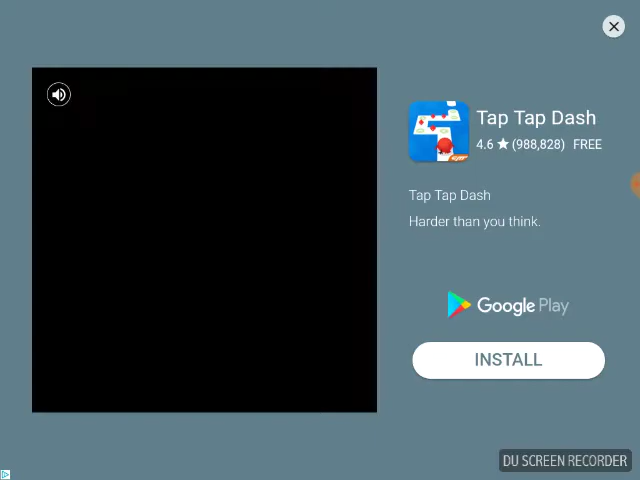 Tap Tap Dash
4.6 ★ (988,828) FREE
Tap Tap Dash
Harder than you think.
Google Play
INSTALL
DU SCREEN RECORDER